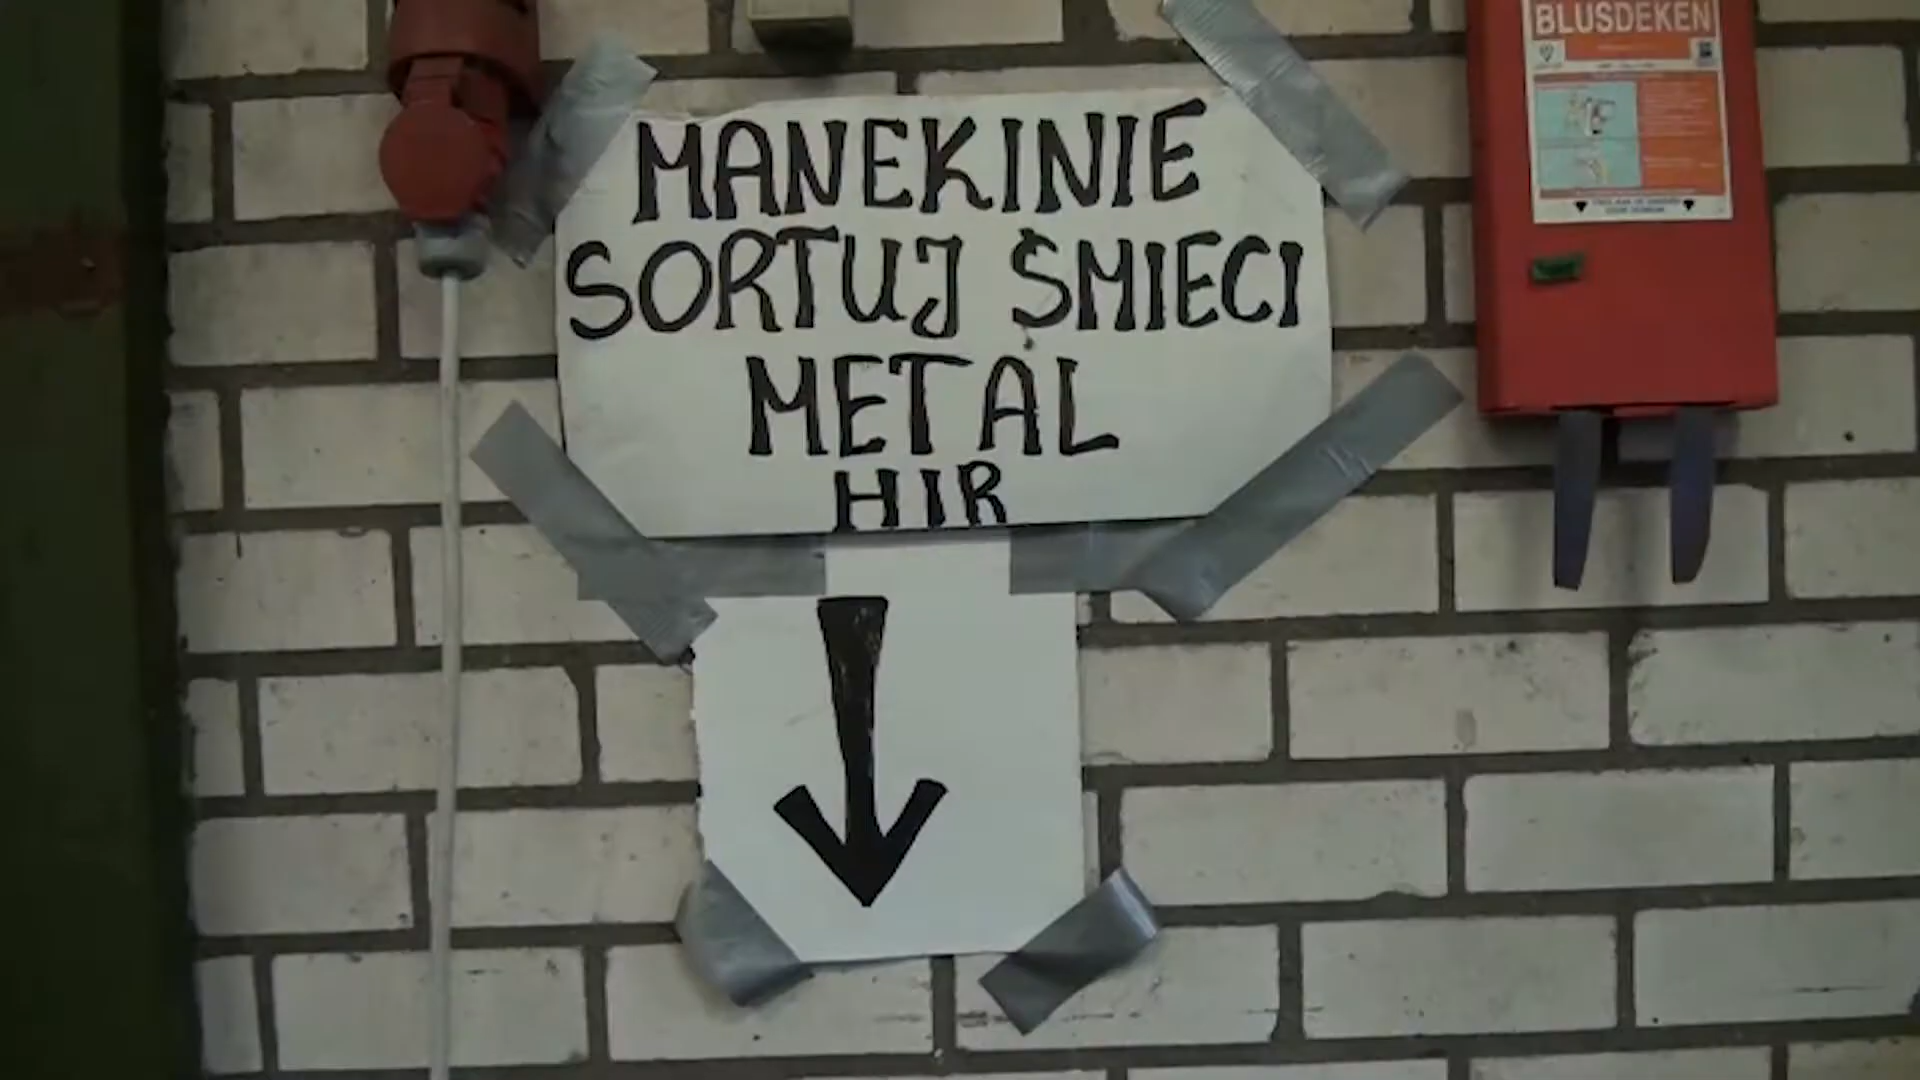 BLUSDEKEN
MANEKINIE
SORTUJ ŚMIECI
METAL
HIR